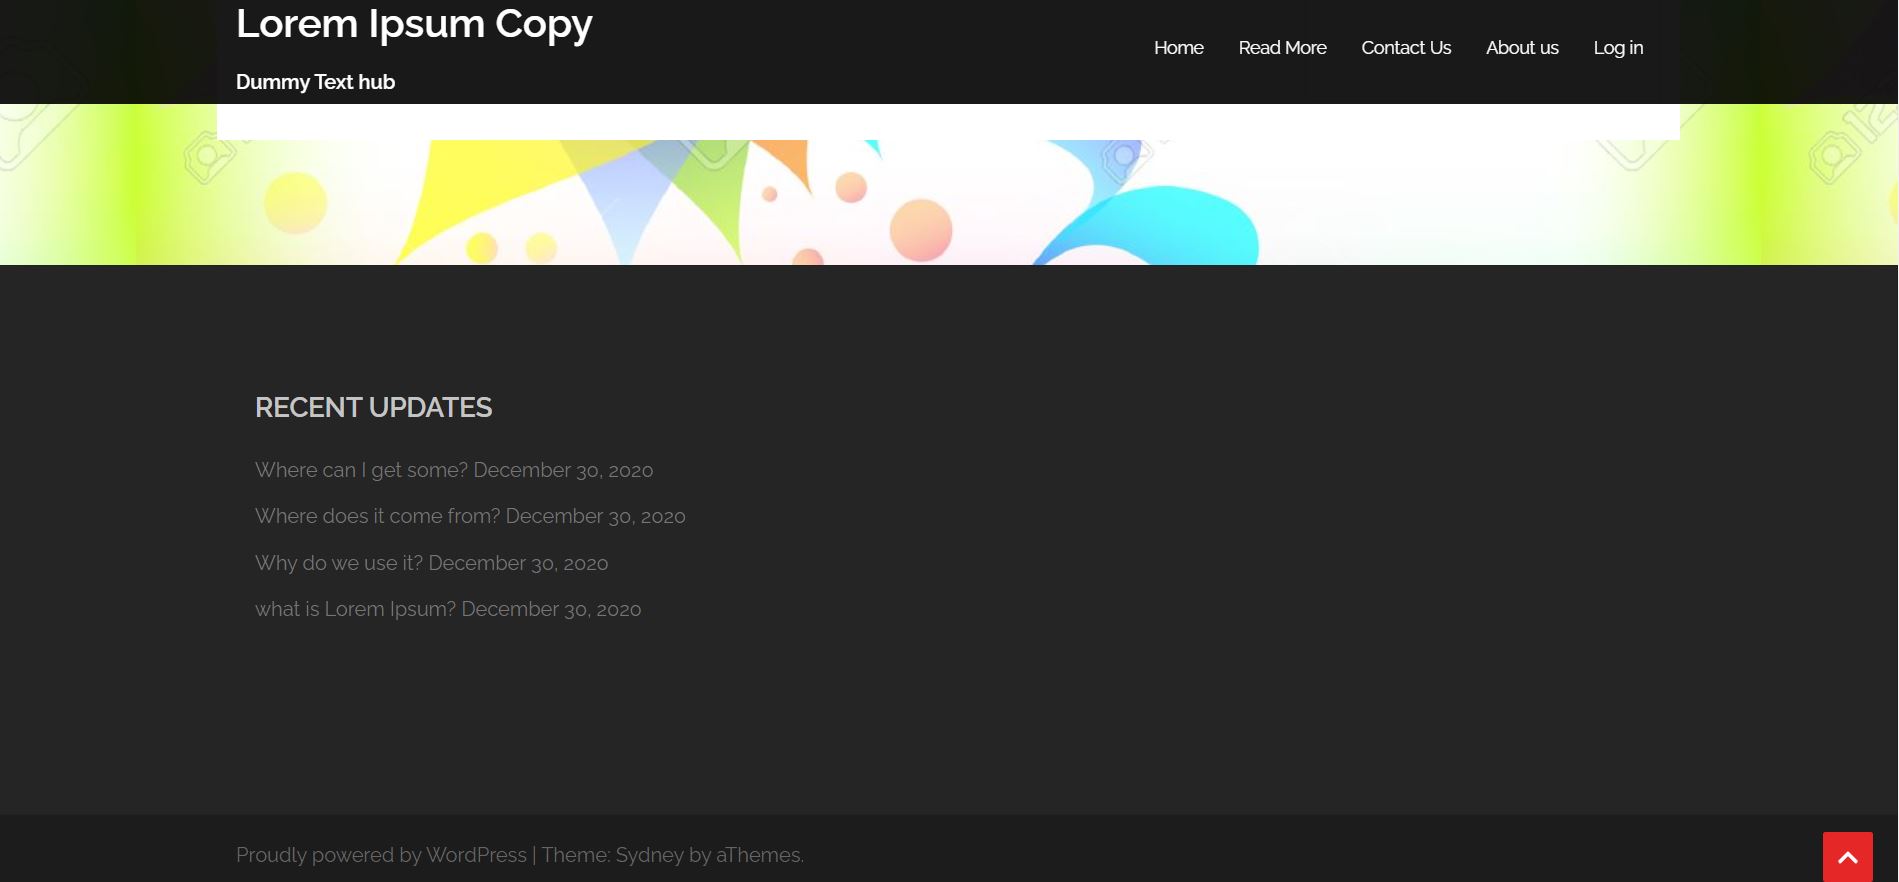 Lorem Ipsum Copy
Dummy Text hub
Home Read More Contact Us About us Log in
RECENT UPDATES
Where can I get some? December 30, 2020
Where does it come from? December 30, 2020
Why do we use it? December 30, 2020
what is Lorem Ipsum? December 30, 2020
Proudly powered by WordPress | Theme: Sydney by aThemes.